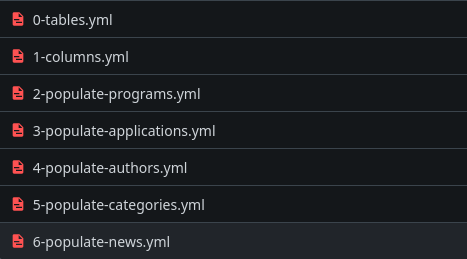 0-tables.yml
1-columns.yml
2-populate-programs.yml
3-populate-applications.yml
4-populate-authors.yml
5-populate-categories.yml
6-populate-news.yml